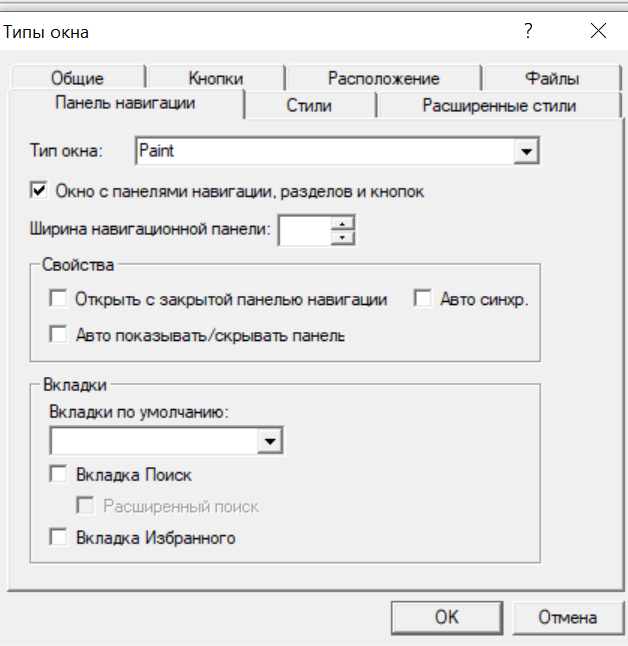 Типы окна
Общие Кнопки Расположение Файлы
Панель навигации Стили Расширенные стили
Тип окна: Paint
Окно с панелями навигации, разделов и кнопок
Ширина навигационной панели:
Свойства
Открыть с закрытой панелью навигации Авто синхр.
Авто показывать/скрывать панель
Вкладки
Вкладки по умолчанию:
Вкладка Поиск
Расширенный поиск
Вкладка Избранного
OK Отмена